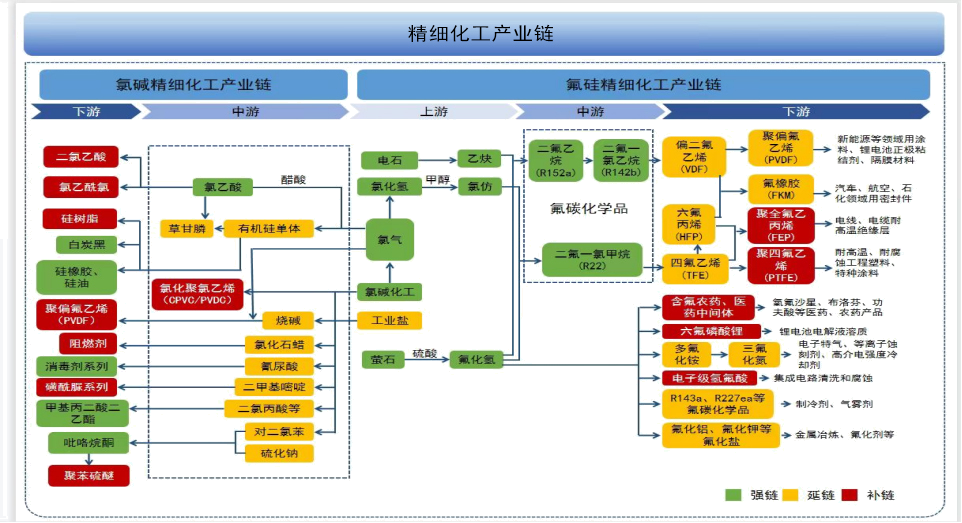 精细化工产业链
氯碱精细化工产业链
氟硅精细化工产业链
下游
中游
上游
中游
下游
二氯乙酸
氯乙酰氯
硅树脂
白炭黑
硅橡胶、
硅油
聚偏氟乙烯
(PVDF)
阻燃剂
消毒剂系列
磺酰脲系列
甲基丙二酸二
乙酯
吡咯烷酮
聚苯硫醚
氯乙酸
醋酸
草甘膦
有机硅单体
氯化聚氯乙烯
(CPVC/PVDC)
烧碱
氯化石蜡
氰尿酸
二甲基嘧啶
二氯丙酸等
对二氯苯
硫化钠
电石
乙炔
氯化氢
甲醇
氯仿
氯气
氯碱化工
工业盐
萤石
硫酸
氟化氢
二氟乙
烷
(R152a)
二氟一
氯乙烷
(R142b)
氟碳化学品
二氟一氯甲烷
(R22)
偏二氟
乙烯
(VDF)
聚偏氟
乙烯
(PVDF)
新能源等领域用涂
料、锂电池正极粘
结剂、隔膜材料
氟橡胶
(FKM)
汽车、航空、石
化领域用密封件
六氟
丙烯
(HFP)
聚全氟乙
丙烯
(FEP)
电线、电缆耐
高温绝缘层
四氟乙烯
(TFE)
聚四氟乙
烯
(PTFE)
耐高温、耐腐
蚀工程塑料、
特种涂料
含氟农药、医
药中间体
氧氟沙星、布洛芬、功
夫酸等医药、农药产品
六氟磷酸锂
锂电池电解液溶质
多氟
化铵
三氟
化氮
电子特气、等离子蚀
刻剂、高介电强度冷
却剂
电子级氢氟酸
集成电路清洗和腐蚀
R143a、R227ea等
氟碳化学品
制冷剂、气雾剂
氟化铝、氟化钾等
氟化盐
金属冶炼、氟化剂等
强链
延链
补链